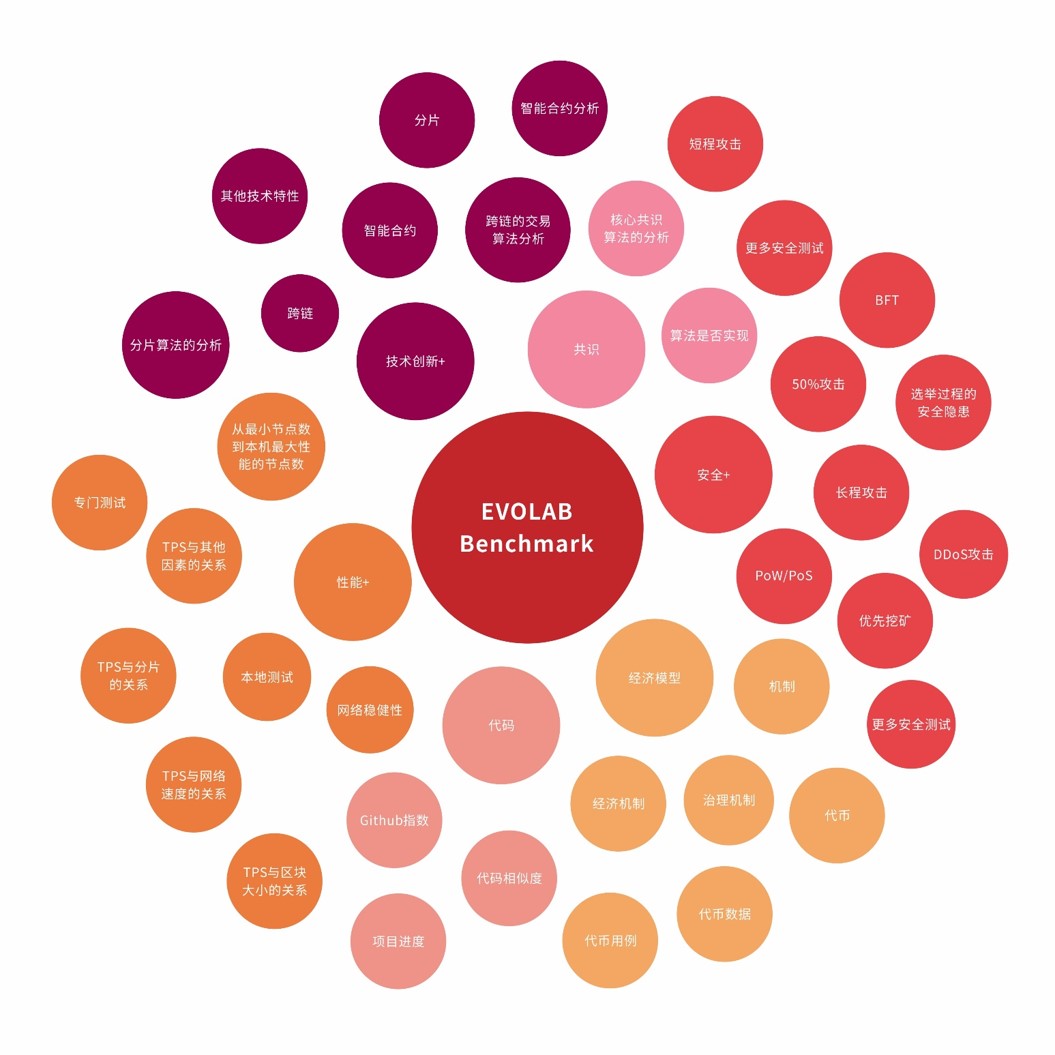 分片
智能合约分析
短程攻击
其他技术特性
智能合约
跨链的交易
算法分析
核心共识
算法的分析
更多安全测试
BFT
跨链
分片算法的分析
技术创新+
共识
算法是否实现
50%攻击
选举过程的
安全隐患
从最小节点数
到本机最大性
能的节点数
安全+
长程攻击
专门测试
EVOLAB
Benchmark
TPS与其他
因素的关系
性能+
PoW/PoS
DDoS攻击
优先挖矿
TPS与分片
的关系
本地测试
网络稳健性
代码
经济模型
机制
更多安全测试
TPS与网络
速度的关系
Github指数
经济机制
治理机制
代币
TPS与区块
大小的关系
代码相似度
项目进度
代币用例
代币数据